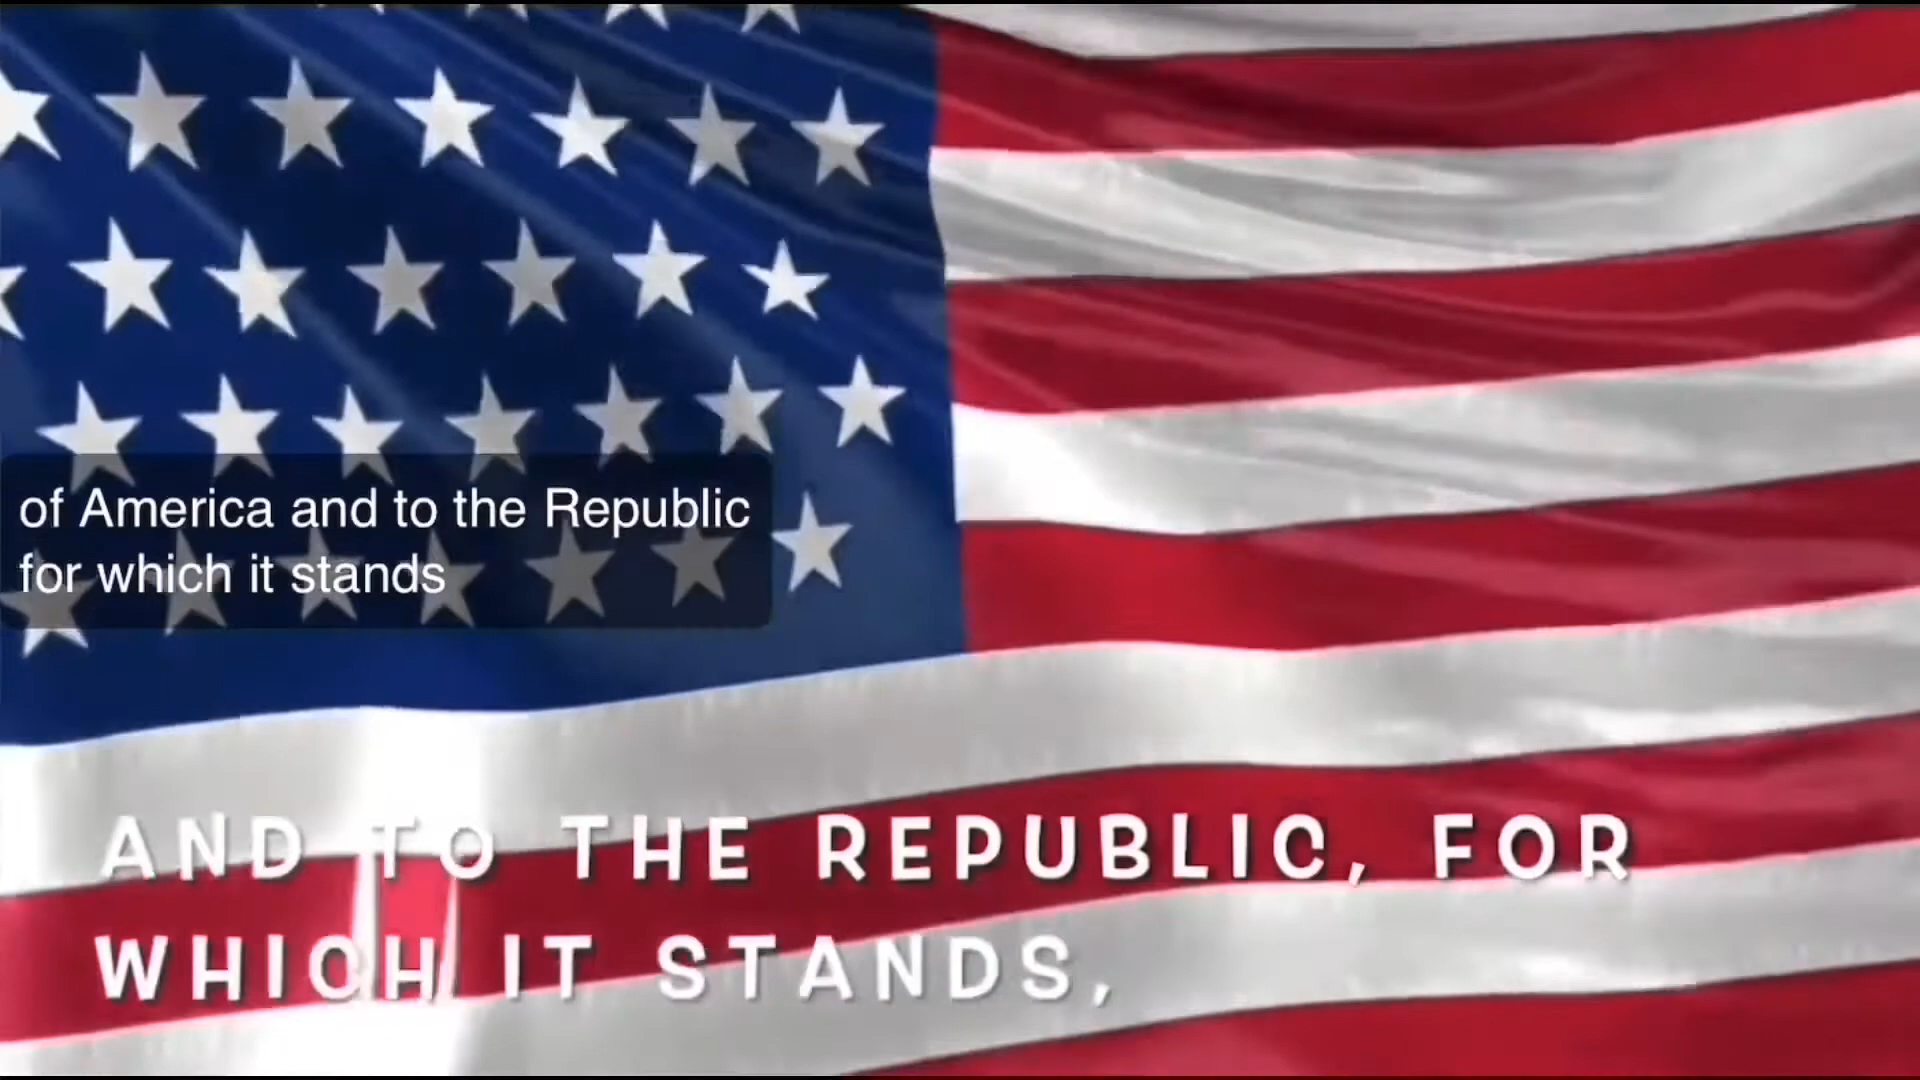 of America and to the Republic
for which it stands
AND TO THE REPUBLIC, FOR
WHICH IT STANDS,